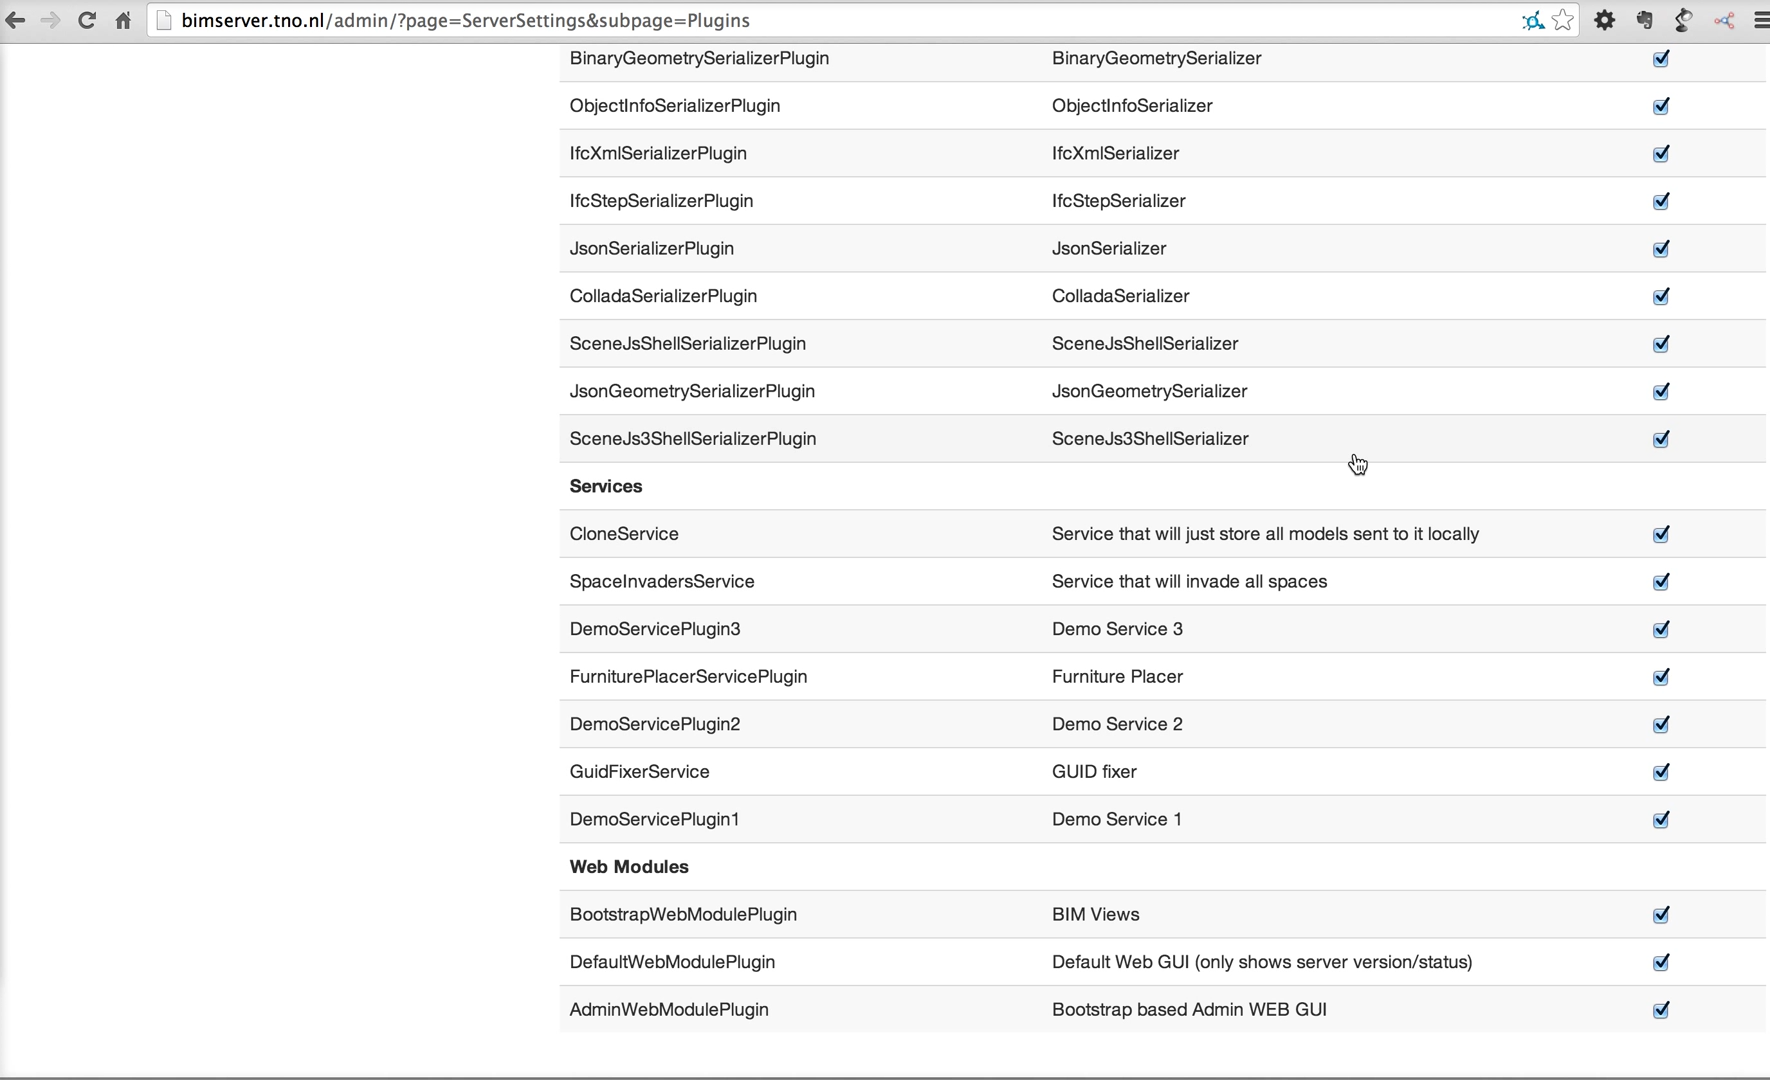 bimserver.tno.nl/admin/?page=ServerSettings&subpage=Plugins
BinaryGeometrySerializerPlugin BinaryGeometrySerializer
ObjectInfoSerializerPlugin ObjectInfoSerializer
IfcXmlSerializerPlugin IfcXmlSerializer
IfcStepSerializerPlugin IfcStepSerializer
JsonSerializerPlugin JsonSerializer
ColladaSerializerPlugin ColladaSerializer
SceneJsShellSerializerPlugin SceneJsShellSerializer
JsonGeometrySerializerPlugin JsonGeometrySerializer
SceneJs3ShellSerializerPlugin SceneJs3ShellSerializer
Services
CloneService Service that will just store all models sent to it locally
SpaceInvadersService Service that will invade all spaces
DemoServicePlugin3 Demo Service 3
FurniturePlacerServicePlugin Furniture Placer
DemoServicePlugin2 Demo Service 2
GuidFixerService GUID fixer
DemoServicePlugin1 Demo Service 1
Web Modules
BootstrapWebModulePlugin BIM Views
DefaultWebModulePlugin Default Web GUI (only shows server version/status)
AdminWebModulePlugin Bootstrap based Admin WEB GUI